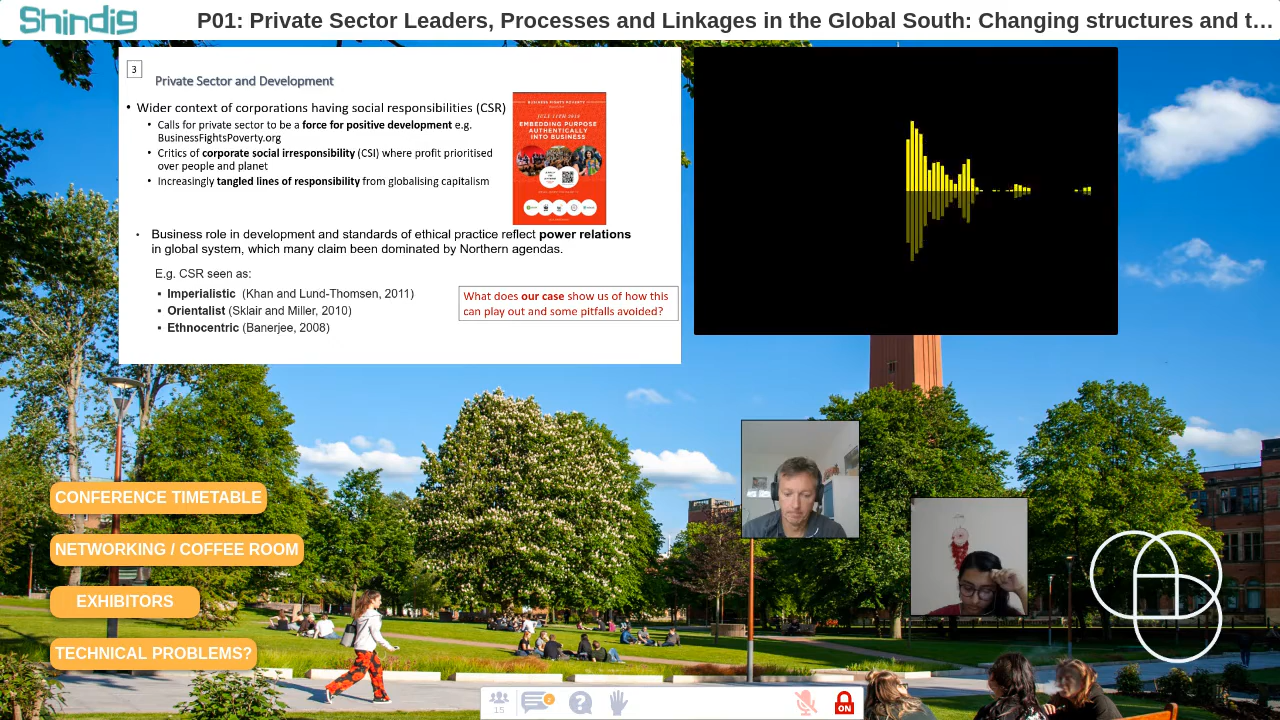 Shindig
P01: Private Sector Leaders, Processes and Linkages in the Global South: Changing structures and t…
3
Private Sector and Development
• Wider context of corporations having social responsibilities (CSR)
• Calls for private sector to be a force for positive development e.g.
BusinessFightsPoverty.org
• Critics of corporate social irresponsibility (CSI) where profit prioritised
over people and planet
• Increasingly tangled lines of responsibility from globalising capitalism
BUSINESS FIGHTS POVERTY
JULY 11TH 2018
EMBEDDING PURPOSE
AUTHENTICALLY
INTO BUSINESS
• Business role in development and standards of ethical practice reflect power relations
in global system, which many claim been dominated by Northern agendas.
E.g. CSR seen as:
▪ Imperialistic (Khan and Lund-Thomsen, 2011)
▪ Orientalist (Sklair and Miller, 2010)
▪ Ethnocentric (Banerjee, 2008)
What does our case show us of how this
can play out and some pitfalls avoided?
CONFERENCE TIMETABLE
NETWORKING / COFFEE ROOM
EXHIBITORS
TECHNICAL PROBLEMS?
15
?
ON